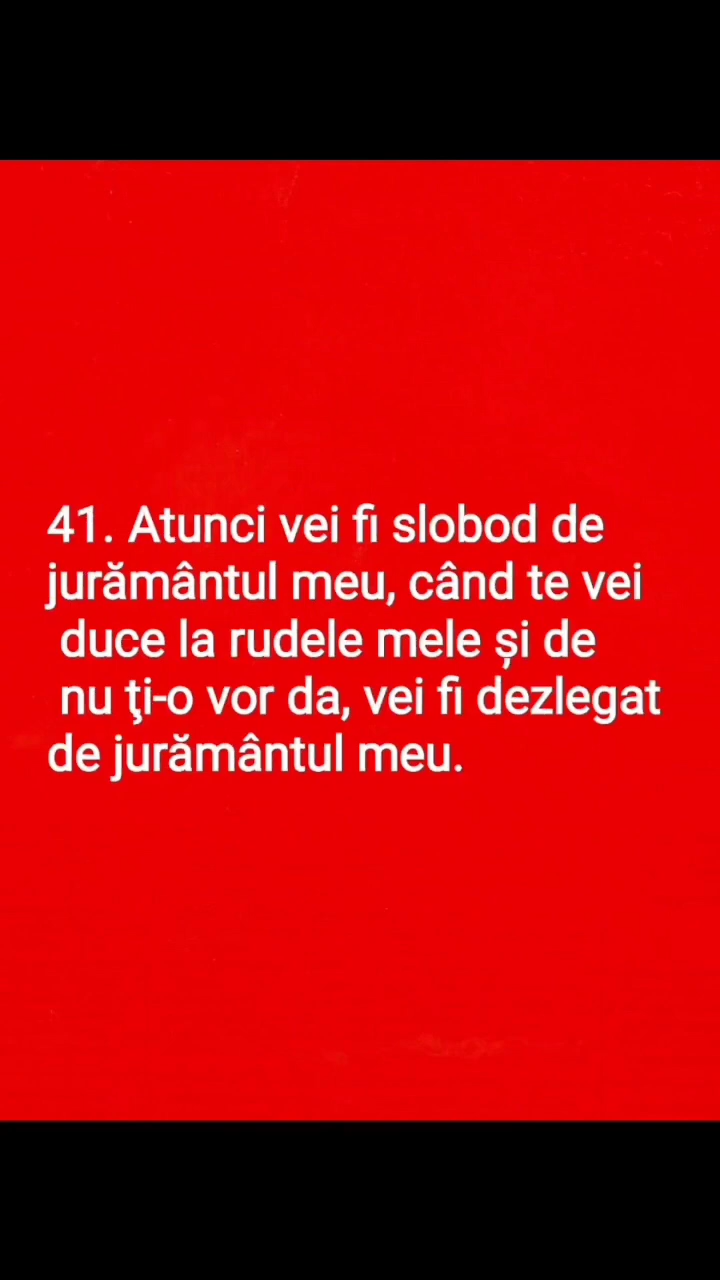 41. Atunci vei fi slobod de
jurământul meu, când te vei
duce la rudele mele și de
nu ţi-o vor da, vei fi dezlegat
de jurământul meu.